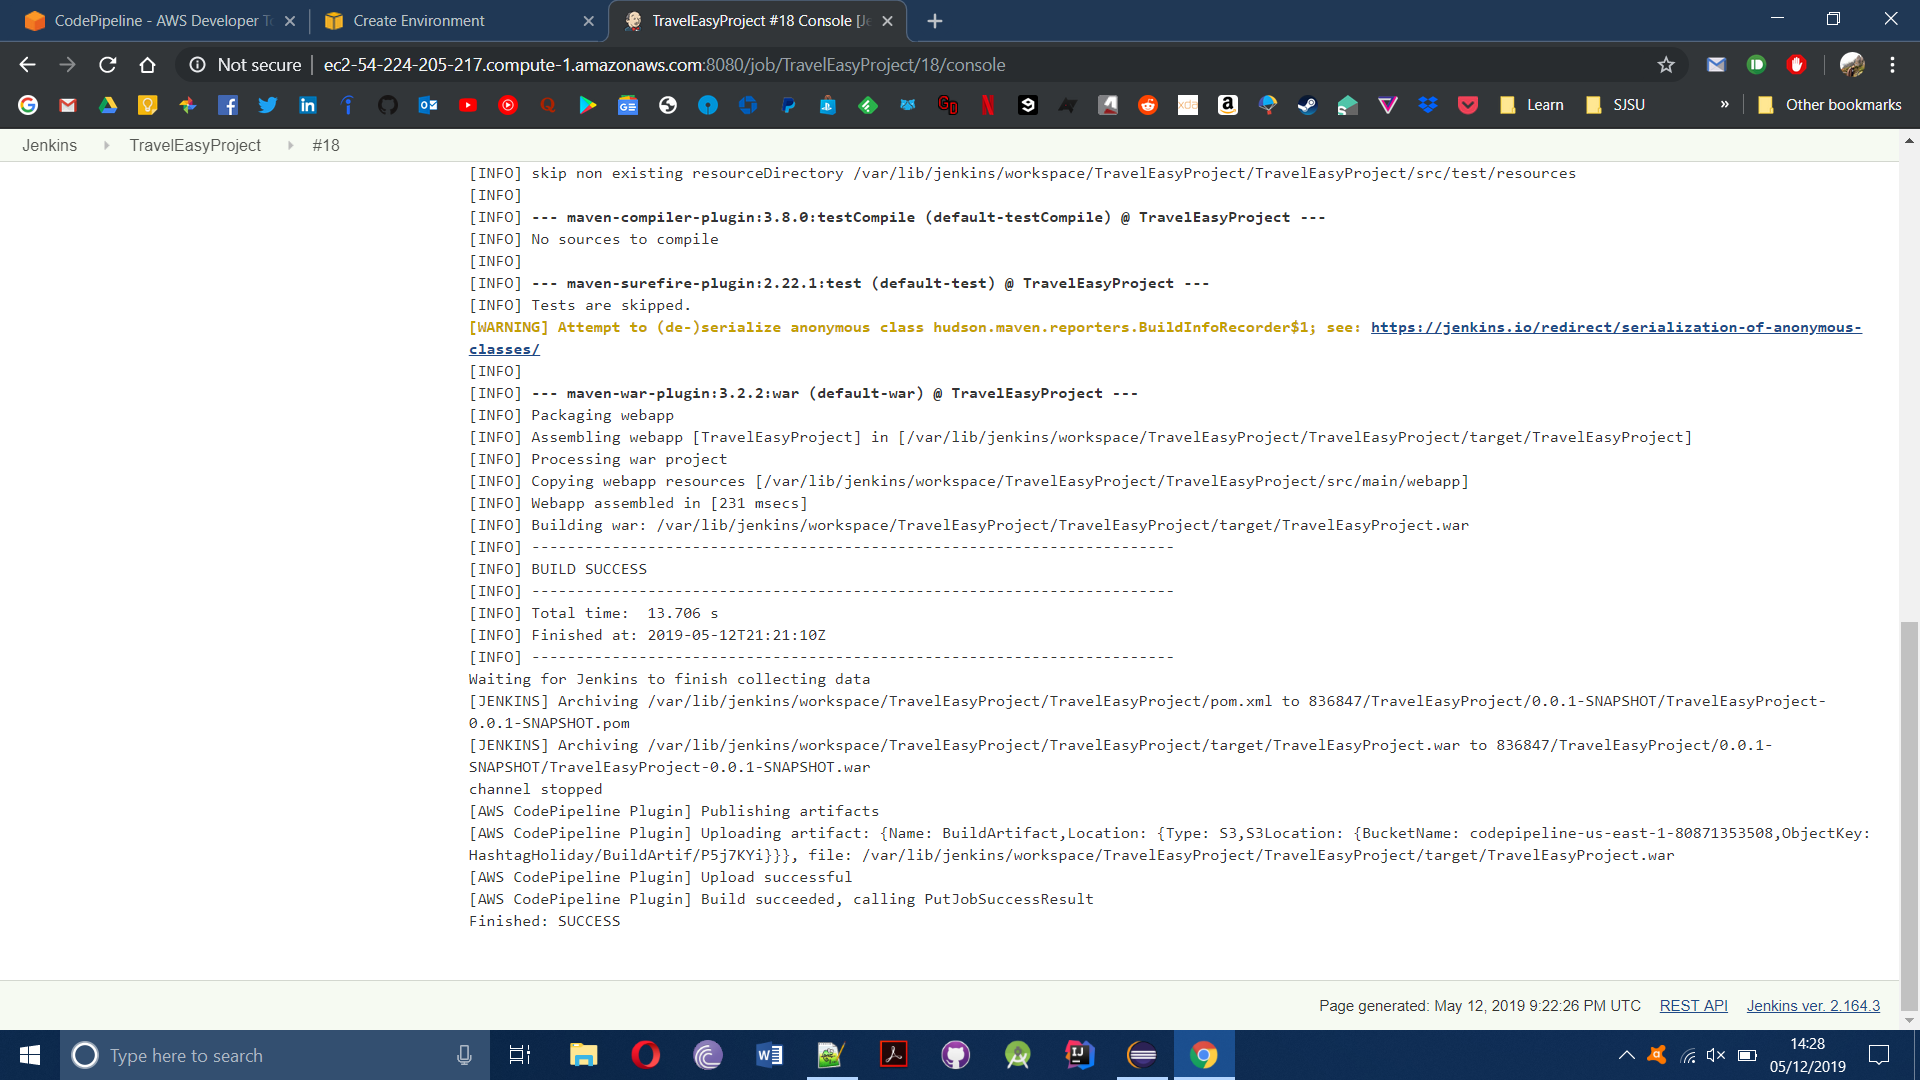 CodePipeline - AWS Developer To
Create Environment
TravelEasyProject #18 Console [Je
Not secure | ec2-54-224-205-217.compute-1.amazonaws.com:8080/job/TravelEasyProject/18/console
Learn
SJSU
» Other bookmarks
Jenkins TravelEasyProject #18
[INFO] skip non existing resourceDirectory /var/lib/jenkins/workspace/TravelEasyProject/TravelEasyProject/src/test/resources
[INFO]
[INFO] --- maven-compiler-plugin:3.8.0:testCompile (default-testCompile) @ TravelEasyProject ---
[INFO] No sources to compile
[INFO]
[INFO] --- maven-surefire-plugin:2.22.1:test (default-test) @ TravelEasyProject ---
[INFO] Tests are skipped.
[WARNING] Attempt to (de-)serialize anonymous class hudson.maven.reporters.BuildInfoRecorder$1; see: https://jenkins.io/redirect/serialization-of-anonymous-
classes/
[INFO]
[INFO] --- maven-war-plugin:3.2.2:war (default-war) @ TravelEasyProject ---
[INFO] Packaging webapp
[INFO] Assembling webapp [TravelEasyProject] in [/var/lib/jenkins/workspace/TravelEasyProject/TravelEasyProject/target/TravelEasyProject]
[INFO] Processing war project
[INFO] Copying webapp resources [/var/lib/jenkins/workspace/TravelEasyProject/TravelEasyProject/src/main/webapp]
[INFO] Webapp assembled in [231 msecs]
[INFO] Building war: /var/lib/jenkins/workspace/TravelEasyProject/TravelEasyProject/target/TravelEasyProject.war
[INFO] ------------------------------------------------------------------------
[INFO] BUILD SUCCESS
[INFO] ------------------------------------------------------------------------
[INFO] Total time:  13.706 s
[INFO] Finished at: 2019-05-12T21:21:10Z
[INFO] ------------------------------------------------------------------------
Waiting for Jenkins to finish collecting data
[JENKINS] Archiving /var/lib/jenkins/workspace/TravelEasyProject/TravelEasyProject/pom.xml to 836847/TravelEasyProject/0.0.1-SNAPSHOT/TravelEasyProject-
0.0.1-SNAPSHOT.pom
[JENKINS] Archiving /var/lib/jenkins/workspace/TravelEasyProject/TravelEasyProject/target/TravelEasyProject.war to 836847/TravelEasyProject/0.0.1-
SNAPSHOT/TravelEasyProject-0.0.1-SNAPSHOT.war
channel stopped
[AWS CodePipeline Plugin] Publishing artifacts
[AWS CodePipeline Plugin] Uploading artifact: {Name: BuildArtifact,Location: {Type: S3,S3Location: {BucketName: codepipeline-us-east-1-80871353508,ObjectKey:
HashtagHoliday/BuildArtif/P5j7KYi}}}, file: /var/lib/jenkins/workspace/TravelEasyProject/TravelEasyProject/target/TravelEasyProject.war
[AWS CodePipeline Plugin] Upload successful
[AWS CodePipeline Plugin] Build succeeded, calling PutJobSuccessResult
Finished: SUCCESS
Page generated: May 12, 2019 9:22:26 PM UTC REST API Jenkins ver. 2.164.3
Type here to search
14:28
05/12/2019